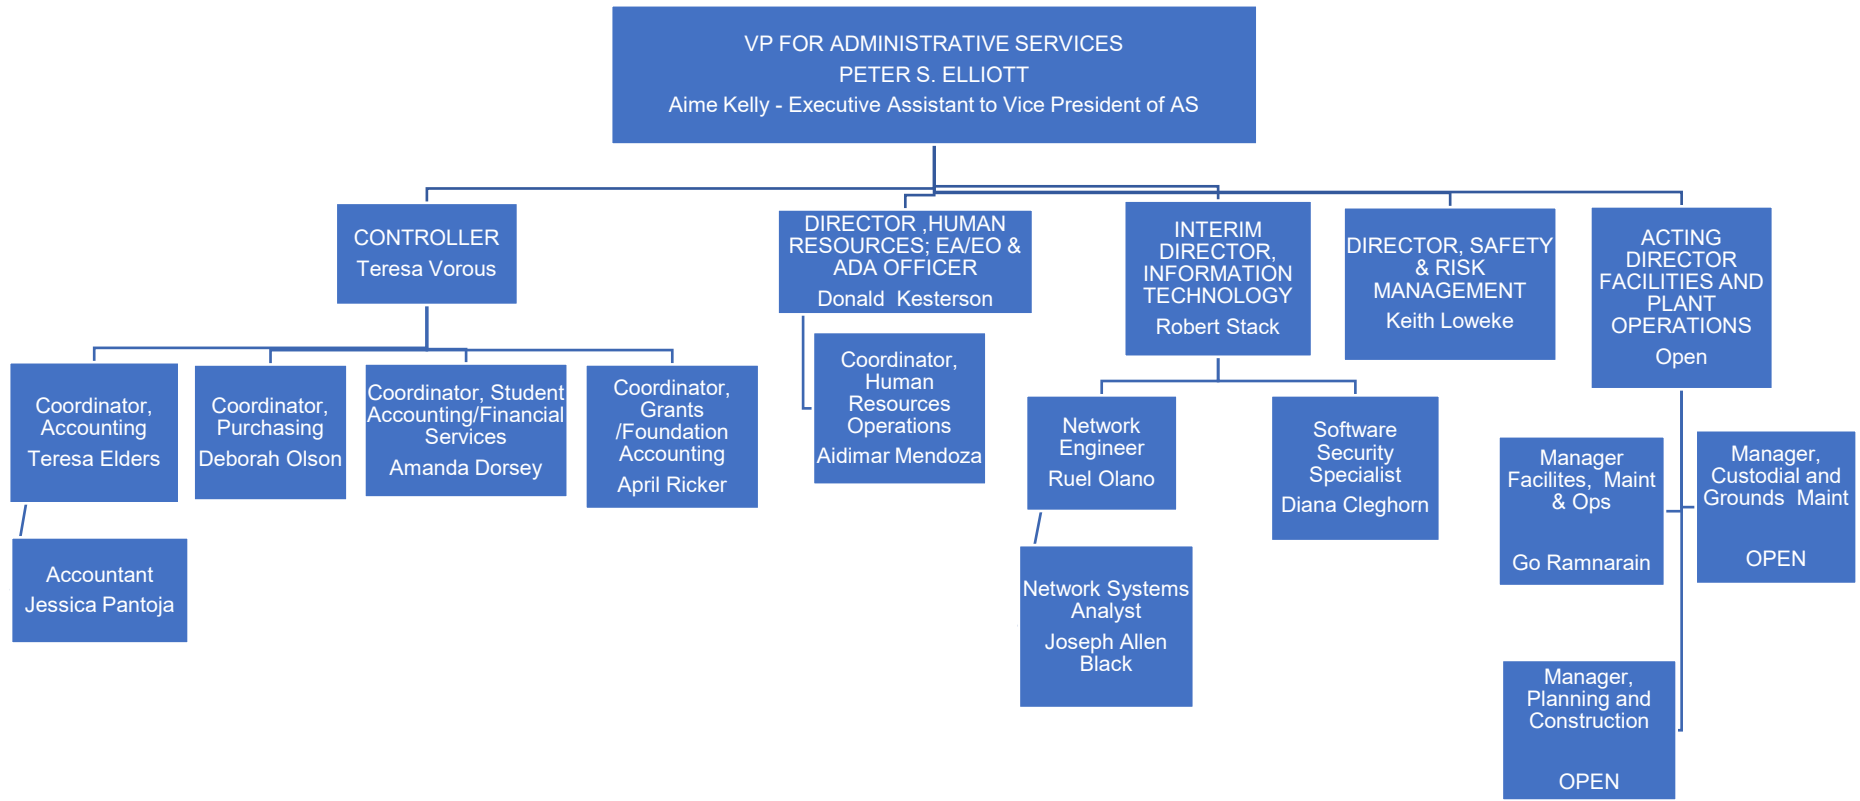 VP FOR ADMINISTRATIVE SERVICES
PETER S. ELLIOTT
Aime Kelly - Executive Assistant to Vice President of AS
CONTROLLER
Teresa Vorous
DIRECTOR ,HUMAN
RESOURCES; EA/EO &
ADA OFFICER
Donald  Kesterson
INTERIM
DIRECTOR,
INFORMATION
TECHNOLOGY
Robert Stack
DIRECTOR, SAFETY
& RISK
MANAGEMENT
Keith Loweke
ACTING
DIRECTOR
FACILITIES AND
PLANT
OPERATIONS
Open
Coordinator,
Accounting
Teresa Elders
Coordinator,
Purchasing
Deborah Olson
Coordinator, Student
Accounting/Financial
Services
Amanda Dorsey
Coordinator,
Grants
/Foundation
Accounting
April Ricker
Coordinator,
Human
Resources
Operations
Aidimar Mendoza
Network
Engineer
Ruel Olano
Software
Security
Specialist
Diana Cleghorn
Manager
Facilites,  Maint
& Ops
Go Ramnarain
Manager,
Custodial and
Grounds  Maint
OPEN
Accountant
Jessica Pantoja
Network Systems
Analyst
Joseph Allen
Black
Manager,
Planning and
Construction
OPEN